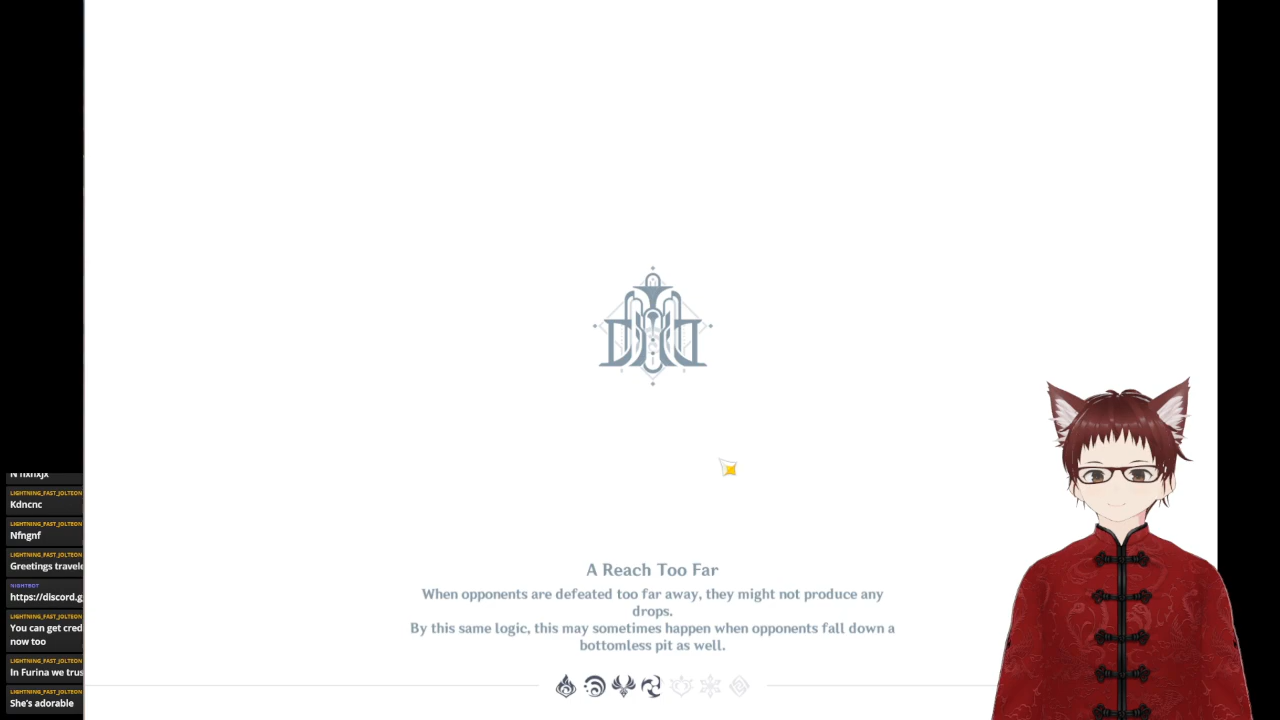 LIGHTNING_FAST_JOLTEON
Kdncnc
LIGHTNING_FAST_JOLTEON
Nfngnf
LIGHTNING_FAST_JOLTEON
Greetings travele
NIGHTBOT
https://discord.g
LIGHTNING_FAST_JOLTEON
You can get cred
now too
LIGHTNING_FAST_JOLTEON
In Furina we trus
LIGHTNING_FAST_JOLTEON
She's adorable
A Reach Too Far
When opponents are defeated too far away, they might not produce any
drops.
By this same logic, this may sometimes happen when opponents fall down a
bottomless pit as well.